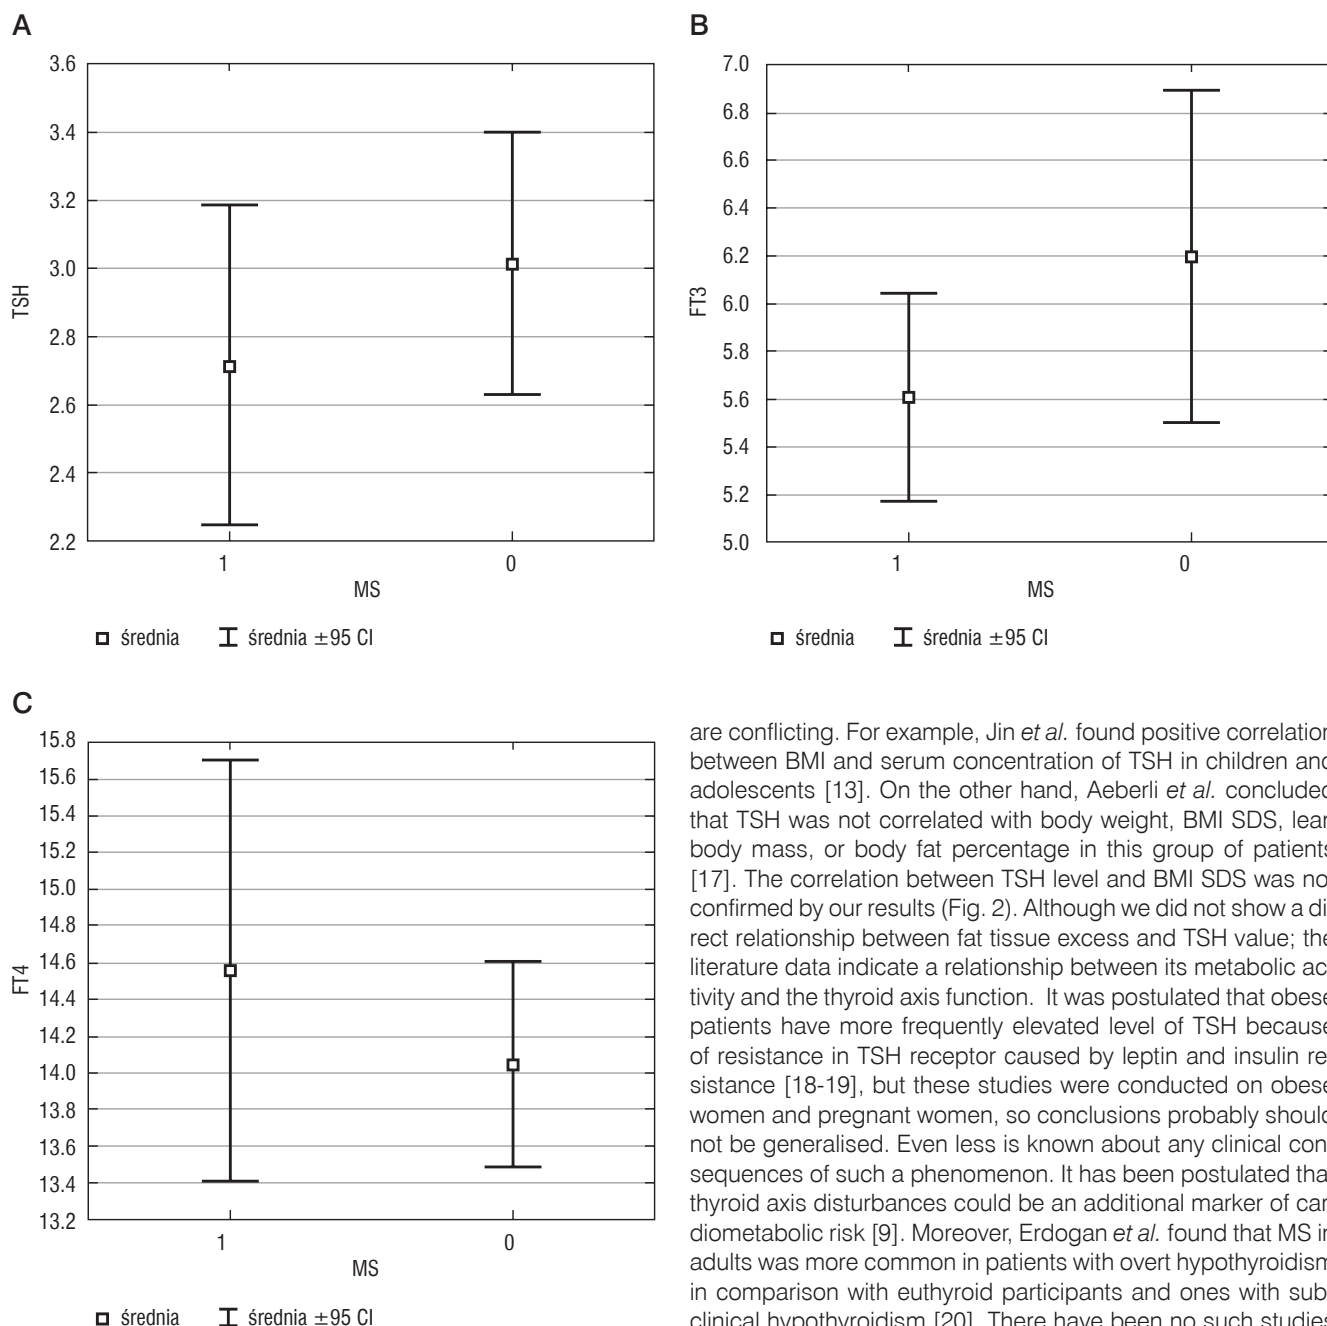 A
3.6
3.4
3.2
3.0
2.8
2.6
2.4
2.2
TSH
1 0
MS
średnia średnia ±95 CI
B
7.0
6.8
6.6
6.4
6.2
6.0
5.8
5.6
5.4
5.2
5.0
FT3
1 0
MS
średnia średnia ±95 CI
C
15.8
15.6
15.4
15.2
15.0
14.8
14.6
14.4
14.2
14.0
13.8
13.6
13.4
13.2
FT4
1 0
MS
średnia średnia ±95 CI
are conflicting. For example, Jin et al. found positive correlation
between BMI and serum concentration of TSH in children and
adolescents [13]. On the other hand, Aeberli et al. concluded
that TSH was not correlated with body weight, BMI SDS, lean
body mass, or body fat percentage in this group of patients
[17]. The correlation between TSH level and BMI SDS was no
confirmed by our results (Fig. 2). Although we did not show a di
rect relationship between fat tissue excess and TSH value; the
literature data indicate a relationship between its metabolic ac
tivity and the thyroid axis function. It was postulated that obese
patients have more frequently elevated level of TSH because
of resistance in TSH receptor caused by leptin and insulin re
sistance [18-19], but these studies were conducted on obese
women and pregnant women, so conclusions probably should
not be generalised. Even less is known about any clinical con
sequences of such a phenomenon. It has been postulated tha
thyroid axis disturbances could be an additional marker of car
diometabolic risk [9]. Moreover, Erdogan et al. found that MS in
adults was more common in patients with overt hypothyroidism
in comparison with euthyroid participants and ones with sub
clinical hypothyroidism [20]. There have been no such studies